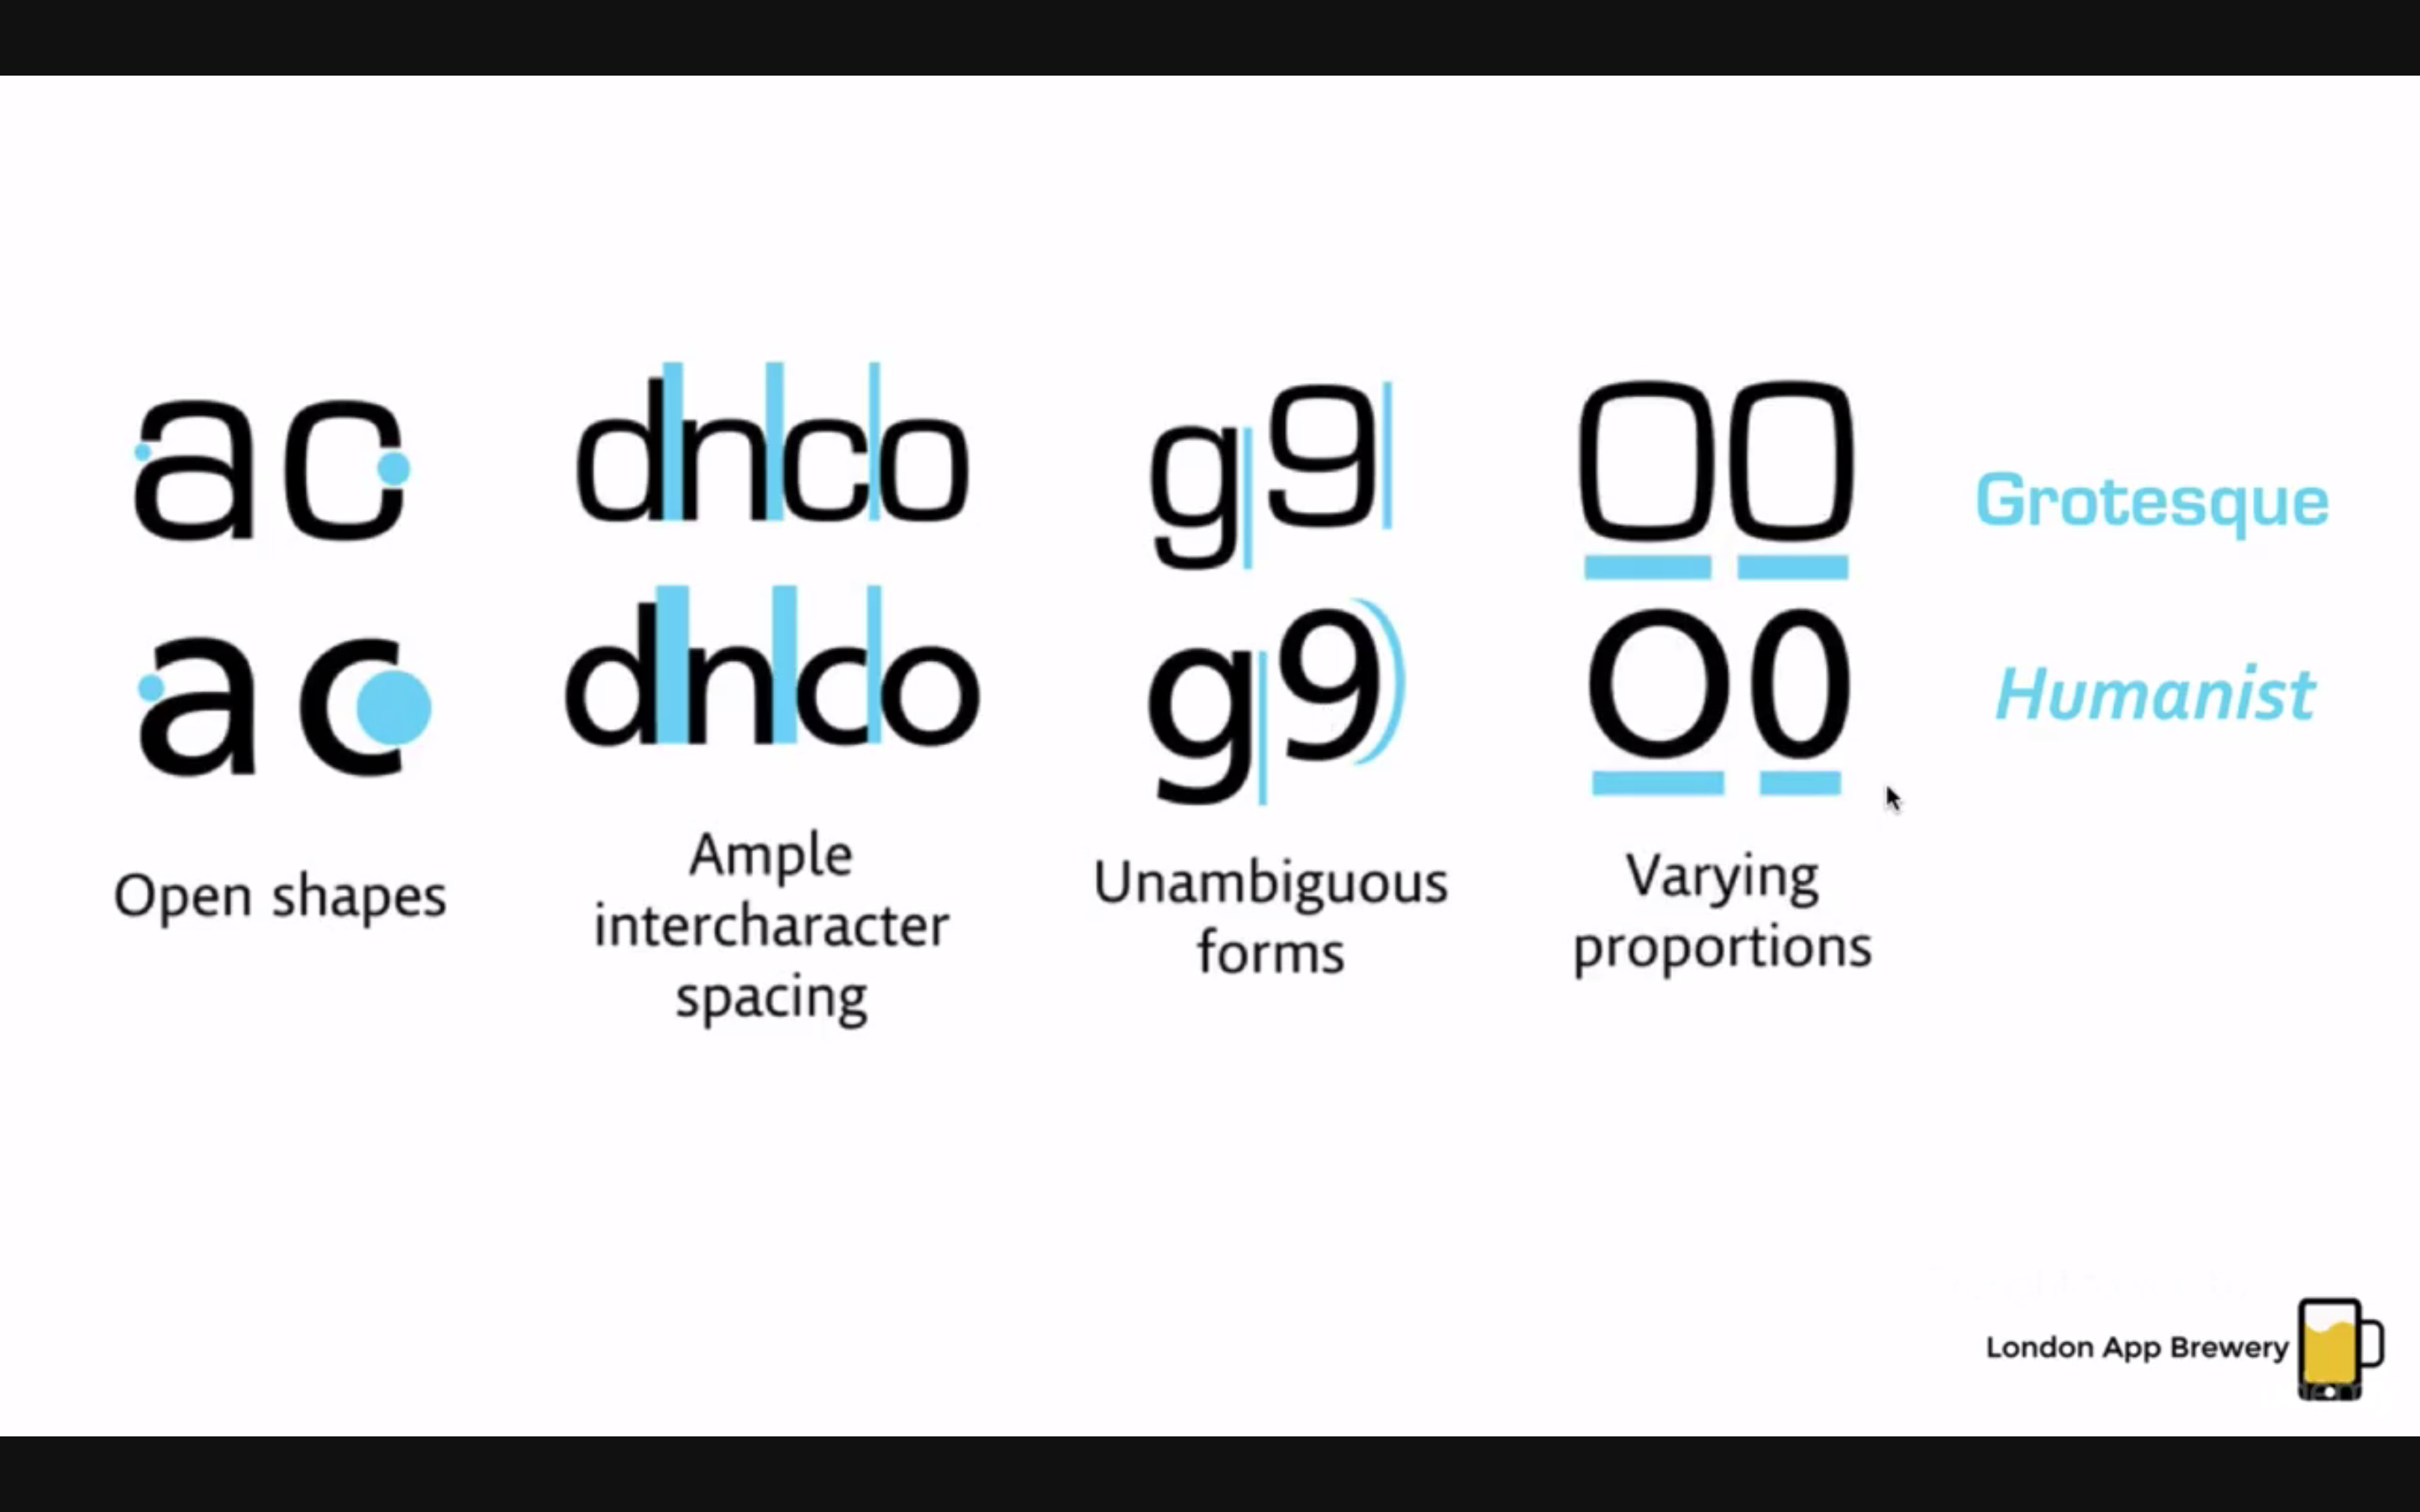 ac dnco g9 O0 Grotesque
ac dnco g9 O0 Humanist
Open shapes
Ample
intercharacter
spacing
Unambiguous
forms
Varying
proportions
London App Brewery